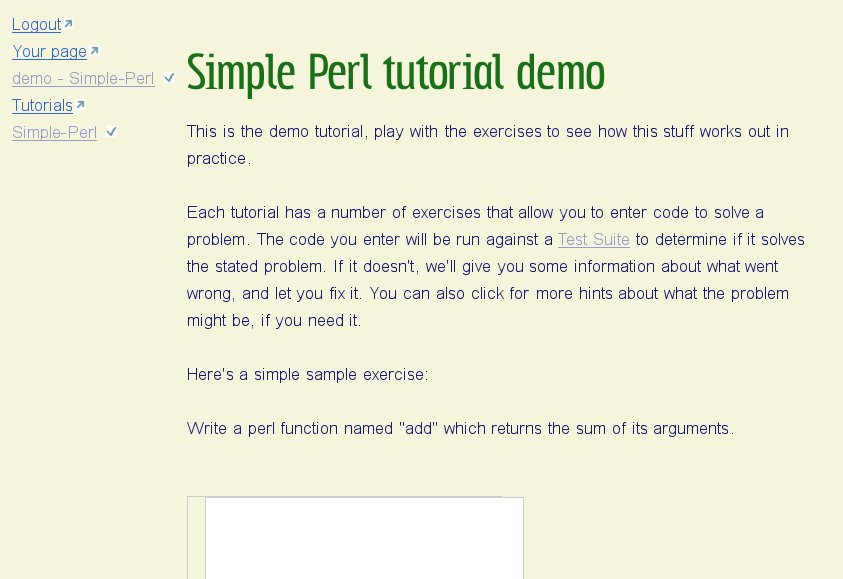 Logout
Your page
demo - Simple-Perl
Tutorials
Simple-Perl
Simple Perl tutorial demo
This is the demo tutorial, play with the exercises to see how this stuff works out in
practice.
Each tutorial has a number of exercises that allow you to enter code to solve a
problem. The code you enter will be run against a Test Suite to determine if it solves
the stated problem. If it doesn't, we'll give you some information about what went
wrong, and let you fix it. You can also click for more hints about what the problem
might be, if you need it.
Here's a simple sample exercise:
Write a perl function named "add" which returns the sum of its arguments.